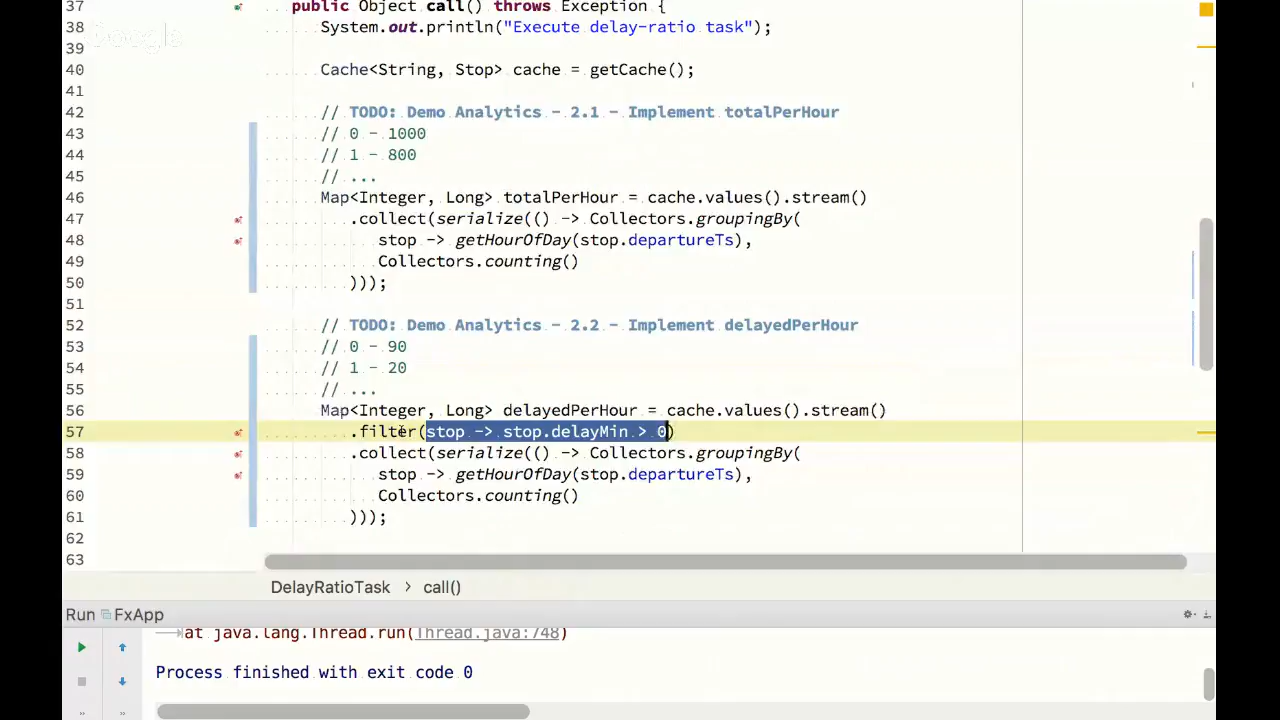 37 public Object call() throws Exception {
38 System.out.println("Execute delay-ratio task");
Google
39
40 Cache<String, Stop> cache = getCache();
41
42 // TODO: Demo Analytics - 2.1 - Implement totalPerHour
43 // 0 - 1000
44 // 1 - 800
45 // ...
46 Map<Integer, Long> totalPerHour = cache.values().stream()
47 .collect(serialize(() -> Collectors.groupingBy(
48 stop -> getHourOfDay(stop.departureTs),
49 Collectors.counting()
50 )));
51
52 // TODO: Demo Analytics - 2.2 - Implement delayedPerHour
53 // 0 - 90
54 // 1 - 20
55 // ...
56 Map<Integer, Long> delayedPerHour = cache.values().stream()
57 .filter(stop -> stop.delayMin > 0)
58 .collect(serialize(() -> Collectors.groupingBy(
59 stop -> getHourOfDay(stop.departureTs),
60 Collectors.counting()
61 )));
62
63
DelayRatioTask > call()
Run FxApp
at java.lang.Thread.run(Thread.java:748)
Process finished with exit code 0